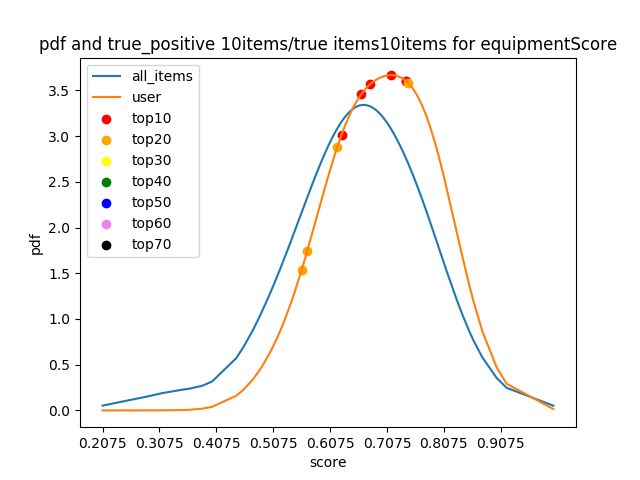 pdf and true_positive 10items/true items10items for equipmentScore
all_items
user
top10
top20
top30
top40
top50
top60
top70
3.5
3.0
2.5
2.0
1.5
1.0
0.5
0.0
pdf
0.2075 0.3075 0.4075 0.5075 0.6075 0.7075 0.8075 0.9075
score